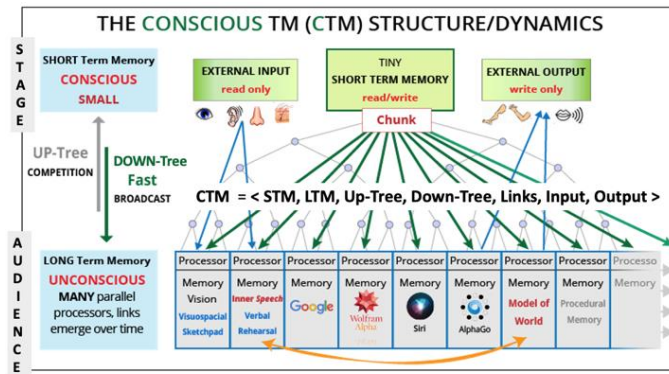 THE CONSCIOUS TM (CTM) STRUCTURE/DYNAMICS
STAGE
SHORT Term Memory
CONSCIOUS
SMALL
EXTERNAL INPUT
read only
TINY
SHORT TERM MEMORY
read/write
Chunk
EXTERNAL OUTPUT
write only
UP-Tree
COMPETITION
DOWN-Tree
Fast
BROADCAST
CTM = < STM, LTM, Up-Tree, Down-Tree, Links, Input, Output >
AUDIENCE
LONG Term Memory
UNCONSCIOUS
MANY parallel
processors, links
emerge over time
Processor
Memory
Vision
Visuospacial
Sketchpad
Processor
Memory
Inner Speech
Verbal
Rehearsal
Processor
Memory
Google
Processor
Memory
Wolfram
Alpha
Processor
Memory
Siri
Processor
Memory
AlphaGo
Processor
Memory
Model of
World
Processor
Memory
Procedural
Memory
Processo
Memory